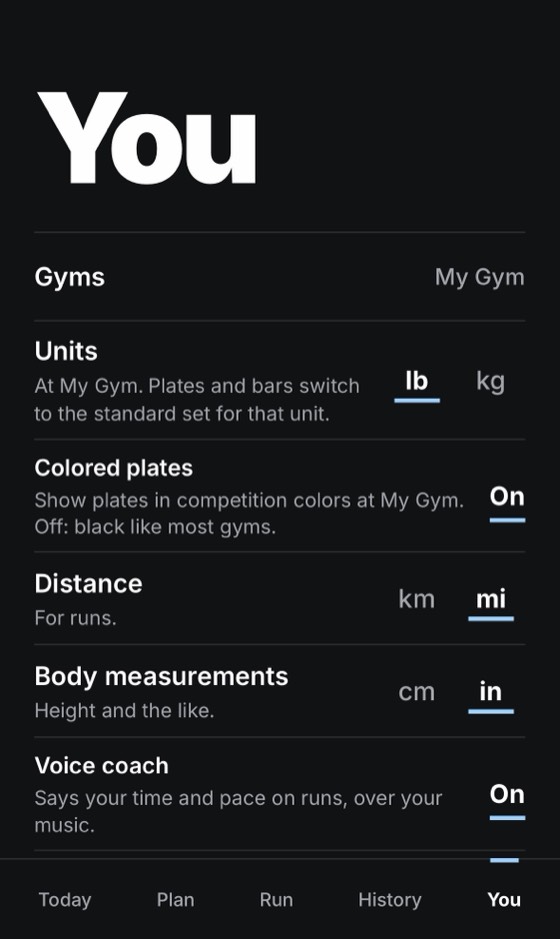 You
Gyms
My Gym
Units
At My Gym. Plates and bars switch
to the standard set for that unit.
lb
kg
Colored plates
Show plates in competition colors at My Gym.
Off: black like most gyms.
On
Distance
For runs.
km
mi
Body measurements
Height and the like.
cm
in
Voice coach
Says your time and pace on runs, over your
music.
On
Today
Plan
Run
History
You